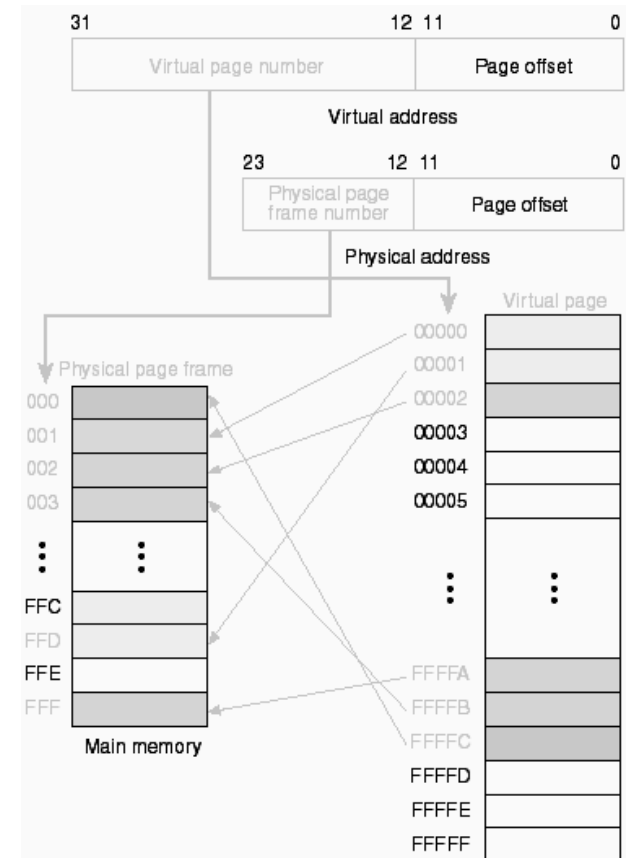 31 12 11 0
Virtual page number Page offset
Virtual address
23 12 11 0
Physical page
frame number
Page offset
Physical address
Virtual page
00000
00001
00002
00003
00004
00005
FFFFA
FFFFB
FFFFC
FFFFD
FFFFE
FFFFF
Physical page frame
000
001
002
003
FFC
FFD
FFE
FFF
Main memory